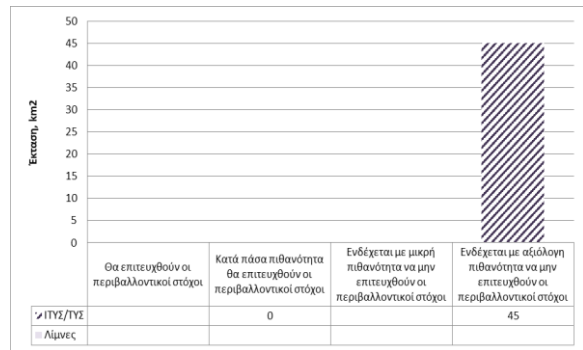 50
45
40
35
30
25
20
15
10
5
0
Έκταση, km2
Θα επιτευχθούν οι
περιβαλλοντικοί στόχοι
Κατά πάσα πιθανότητα
θα επιτευχθούν οι
περιβαλλοντικοί στόχοι
Ενδέχεται με μικρή
πιθανότητα να μην
επιτευχθούν οι
περιβαλλοντικοί στόχοι
Ενδέχεται με αξιόλογη
πιθανότητα να μην
επιτευχθούν οι
περιβαλλοντικοί στόχοι
ΙΤΥΣ/ΤΥΣ 0 45
Λίμνες